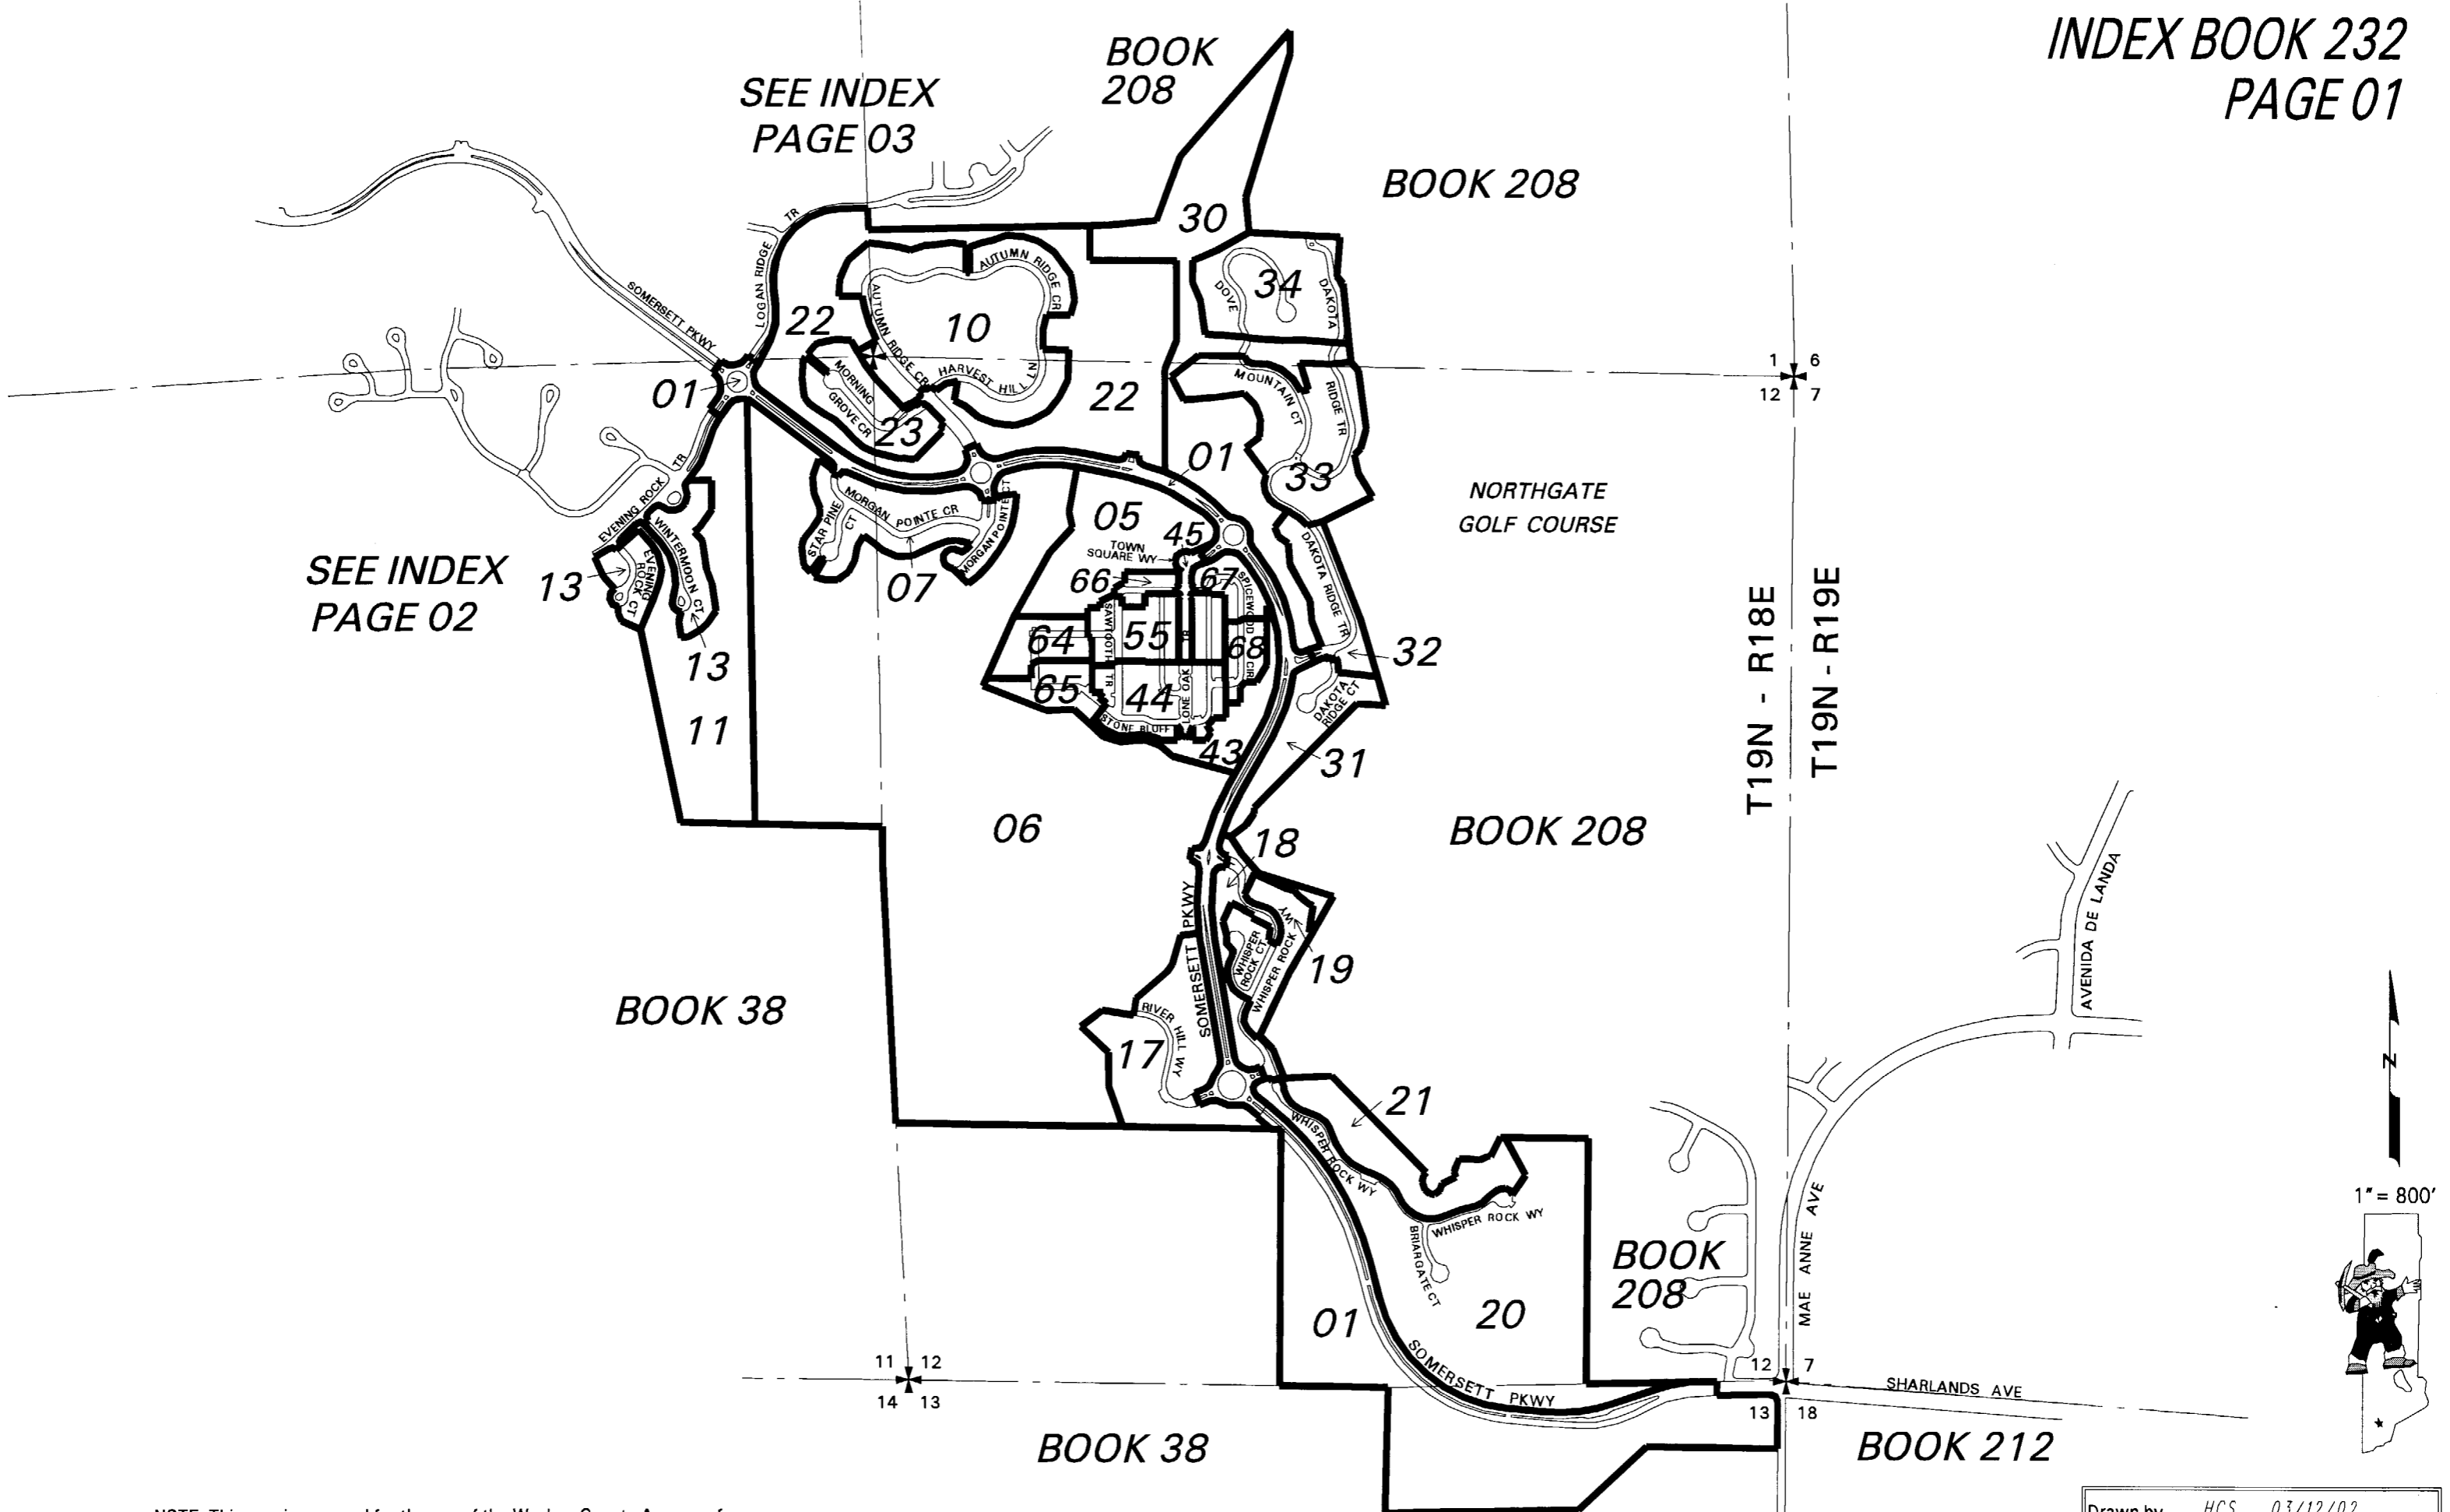 INDEX BOOK 232
PAGE 01
BOOK
208
SEE INDEX
PAGE 03
BOOK 208
30
TR
LOGAN RIDGE
SOMERSETT PKWY
AUTUMN RIDGE CR
34
DOVE
DAKOTA
22
10
AUTUMN RIDGE CR
HARVEST HILL LN
MORNING
GROVE CR
23
22
01
MOUNTAIN CT
RIDGE TR
1 6
12 7
01
33
NORTHGATE
GOLF COURSE
TR
EVENING ROCK
WINTERMOON CT
EVENING
ROCK CT
13
13
11
SEE INDEX
PAGE 02
MORGAN POINTE CR
STAR PINE
CT
MORGAN POINTE CT
07
05
45
TOWN
SQUARE WY
66
67
SPICEWOOD CIR
SAWTOOTH
TR
64
55
TR
68
65
44
LONE OAK
STONE BLUFF
43
DAKOTA RIDGE TR
32
DAKOTA
RIDGE CT
31
T19N - R18E
T19N - R19E
06
BOOK 208
18
SOMERSETT PKWY
WY
WHISPER
ROCK CT
WHISPER ROCK
19
AVENIDA DE LANDA
BOOK 38
RIVER HILL WY
17
21
WHISPER ROCK WY
WHISPER ROCK WY
BRIARGATE CT
N
1" = 800'
BOOK
208
MAE ANNE AVE
01
20
SOMERSETT PKWY
11 12
14 13
12 7
13 18
SHARLANDS AVE
BOOK 38
BOOK 212
Drawn by HCS 03/12/02